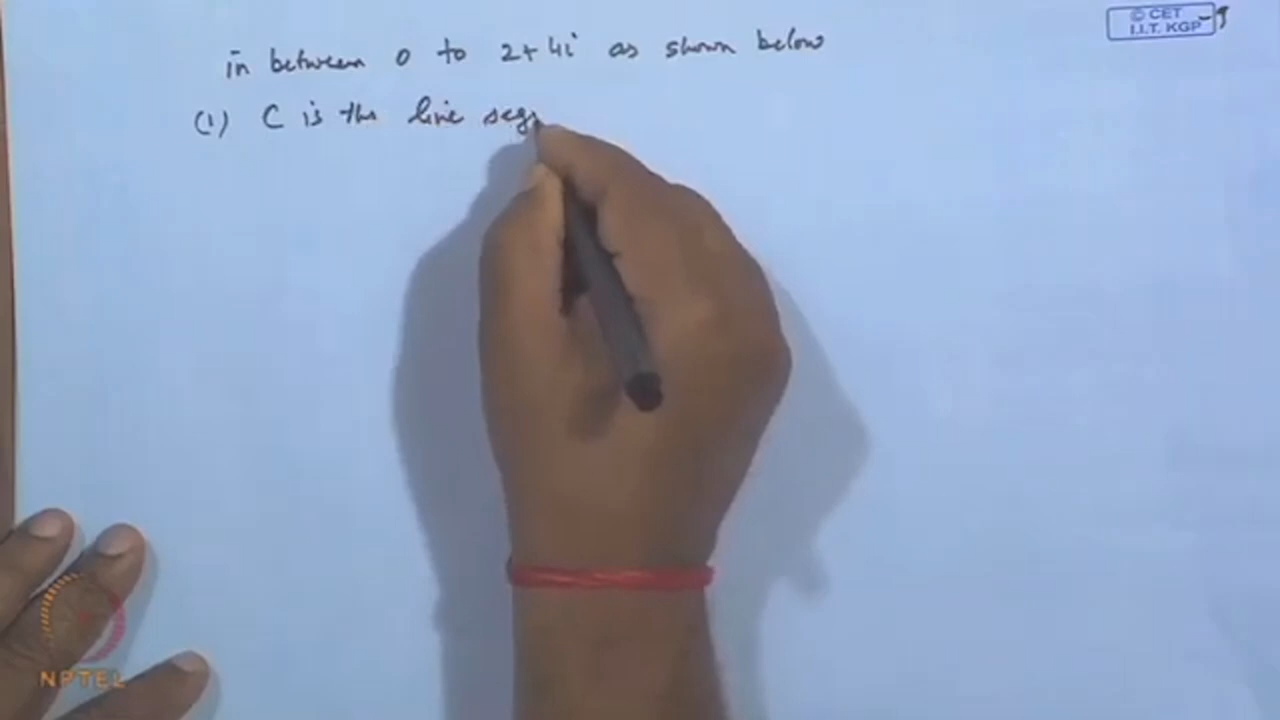 © CET
I.I.T. KGP
in between 0 to 2+4i as shown below
(1) C is the line seg
NPTEL